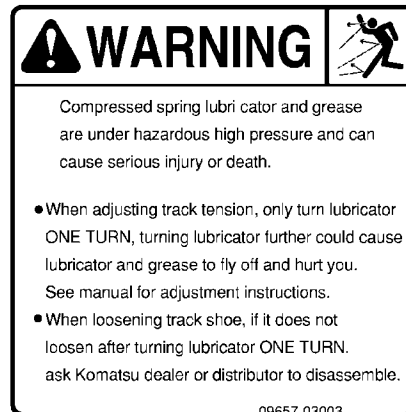 WARNING
Compressed spring lubri cator and grease
are under hazardous high pressure and can
cause serious injury or death.
●When adjusting track tension, only turn lubricator
ONE TURN, turning lubricator further could cause
lubricator and grease to fly off and hurt you.
See manual for adjustment instructions.
●When loosening track shoe, if it does not
loosen after turning lubricator ONE TURN.
ask Komatsu dealer or distributor to disassemble.
09657-03003